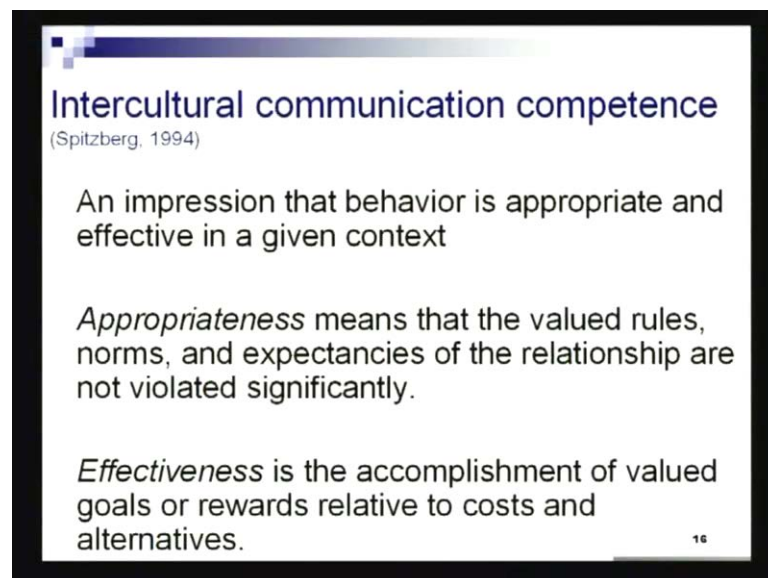 Intercultural communication competence
(Spitzberg, 1994)
An impression that behavior is appropriate and
effective in a given context
Appropriateness means that the valued rules,
norms, and expectancies of the relationship are
not violated significantly.
Effectiveness is the accomplishment of valued
goals or rewards relative to costs and
alternatives.
16